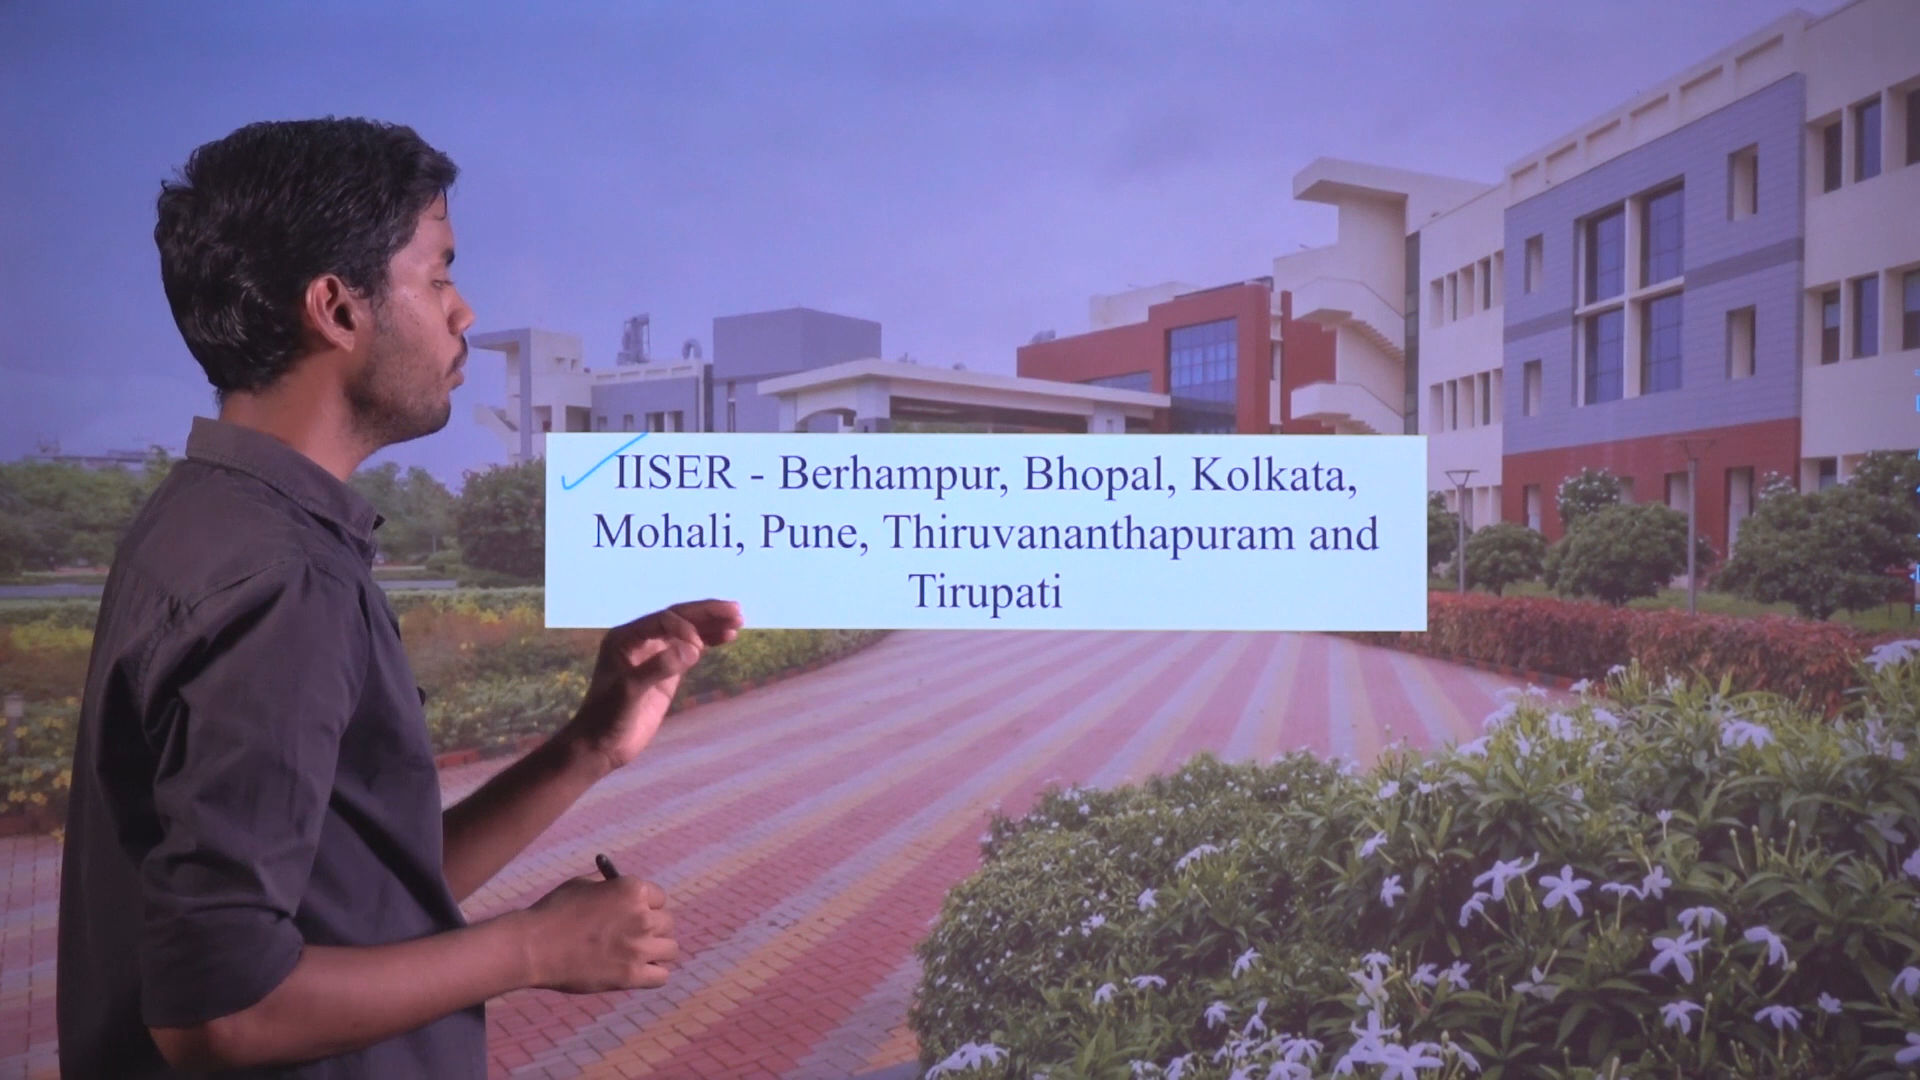 IISER - Berhampur, Bhopal, Kolkata,
Mohali, Pune, Thiruvananthapuram and
Tirupati